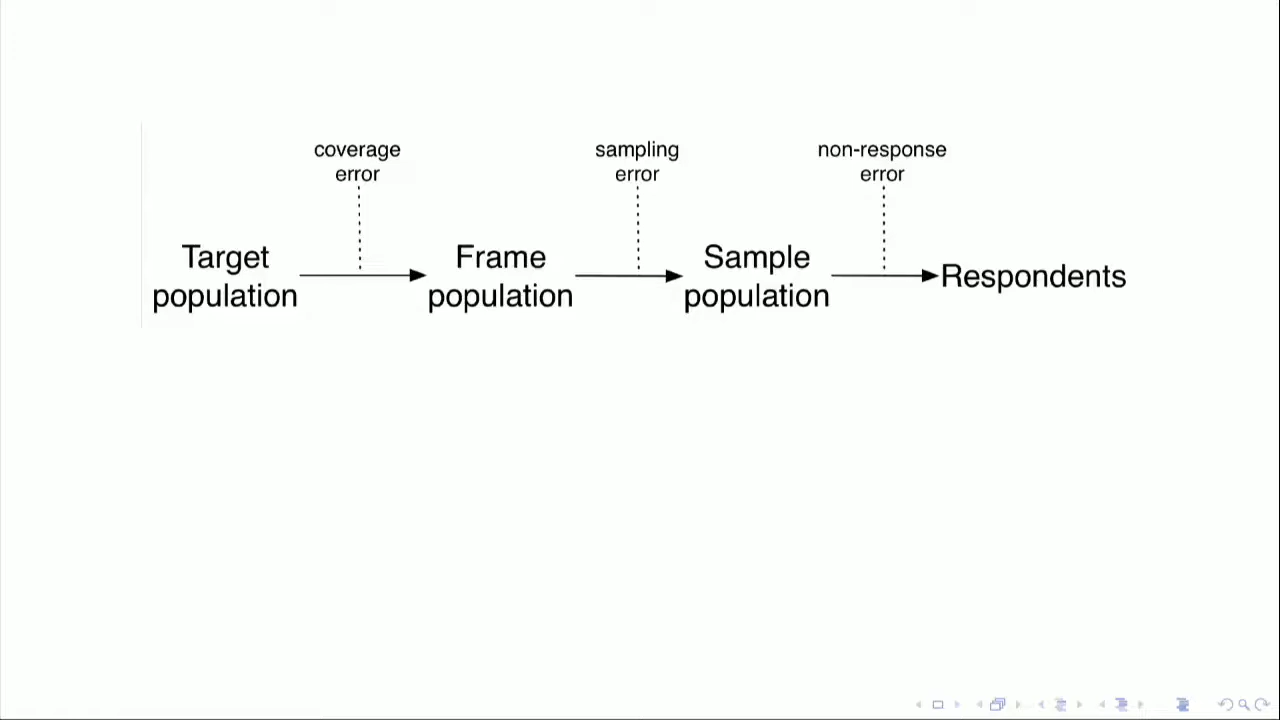 coverage
error
sampling
error
non-response
error
Target
population
Frame
population
Sample
population
Respondents